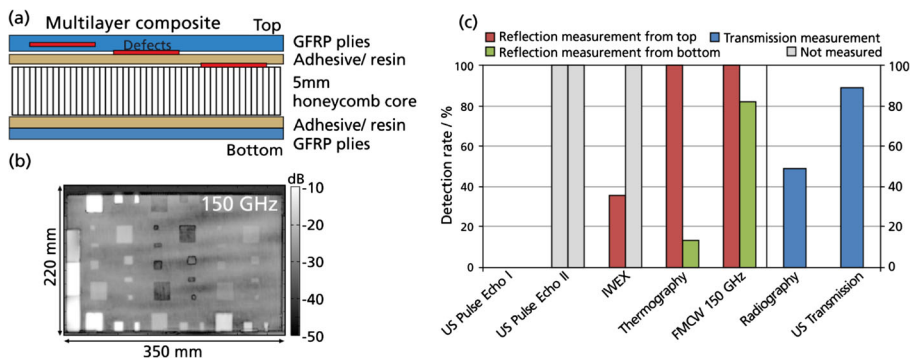 (a)
Multilayer composite
Top
Defects
GFRP plies
Adhesive/ resin
5mm
honeycomb core
Adhesive/ resin
GFRP plies
Bottom
(b)
150 GHz
dB
-10
-20
-30
-40
-50
220 mm
350 mm
(c)
Reflection measurement from top
Transmission measurement
Reflection measurement from bottom
Not measured
Detection rate / %
100
80
60
40
20
0
100
80
60
40
20
0
US Pulse Echo I
US Pulse Echo II
IWEX
Thermography
FMCW 150 GHz
Radiography
US Transmission